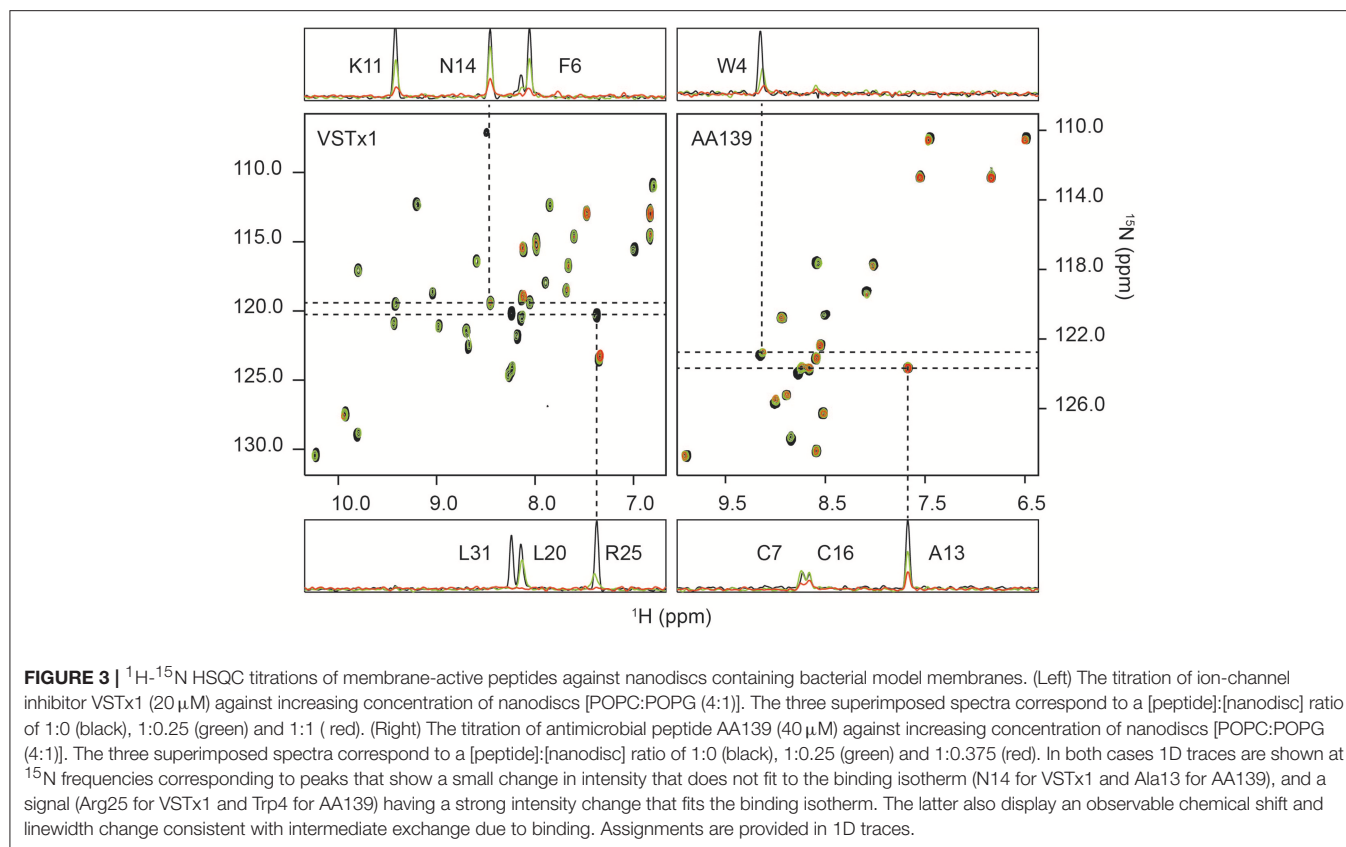 K11 N14 F6 W4
VSTx1 AA139
110.0
110.0
114.0
115.0
118.0
120.0
122.0
125.0
126.0
130.0
¹⁵N (ppm)
10.0 9.0 8.0 7.0 9.5 8.5 7.5 6.5
L31 L20 R25 C7 C16 A13
¹H (ppm)
FIGURE 3 | ¹H-¹⁵N HSQC titrations of membrane-active peptides against nanodiscs containing bacterial model membranes. (Left) The titration of ion-channel
inhibitor VSTx1 (20 μM) against increasing concentration of nanodiscs [POPC:POPG (4:1)]. The three superimposed spectra correspond to a [peptide]:[nanodisc] ratio
of 1:0 (black), 1:0.25 (green) and 1:1 ( red). (Right) The titration of antimicrobial peptide AA139 (40 μM) against increasing concentration of nanodiscs [POPC:POPG
(4:1)]. The three superimposed spectra correspond to a [peptide]:[nanodisc] ratio of 1:0 (black), 1:0.25 (green) and 1:0.375 (red). In both cases 1D traces are shown at
¹⁵N frequencies corresponding to peaks that show a small change in intensity that does not fit to the binding isotherm (N14 for VSTx1 and Ala13 for AA139), and a
signal (Arg25 for VSTx1 and Trp4 for AA139) having a strong intensity change that fits the binding isotherm. The latter also display an observable chemical shift and
linewidth change consistent with intermediate exchange due to binding. Assignments are provided in 1D traces.